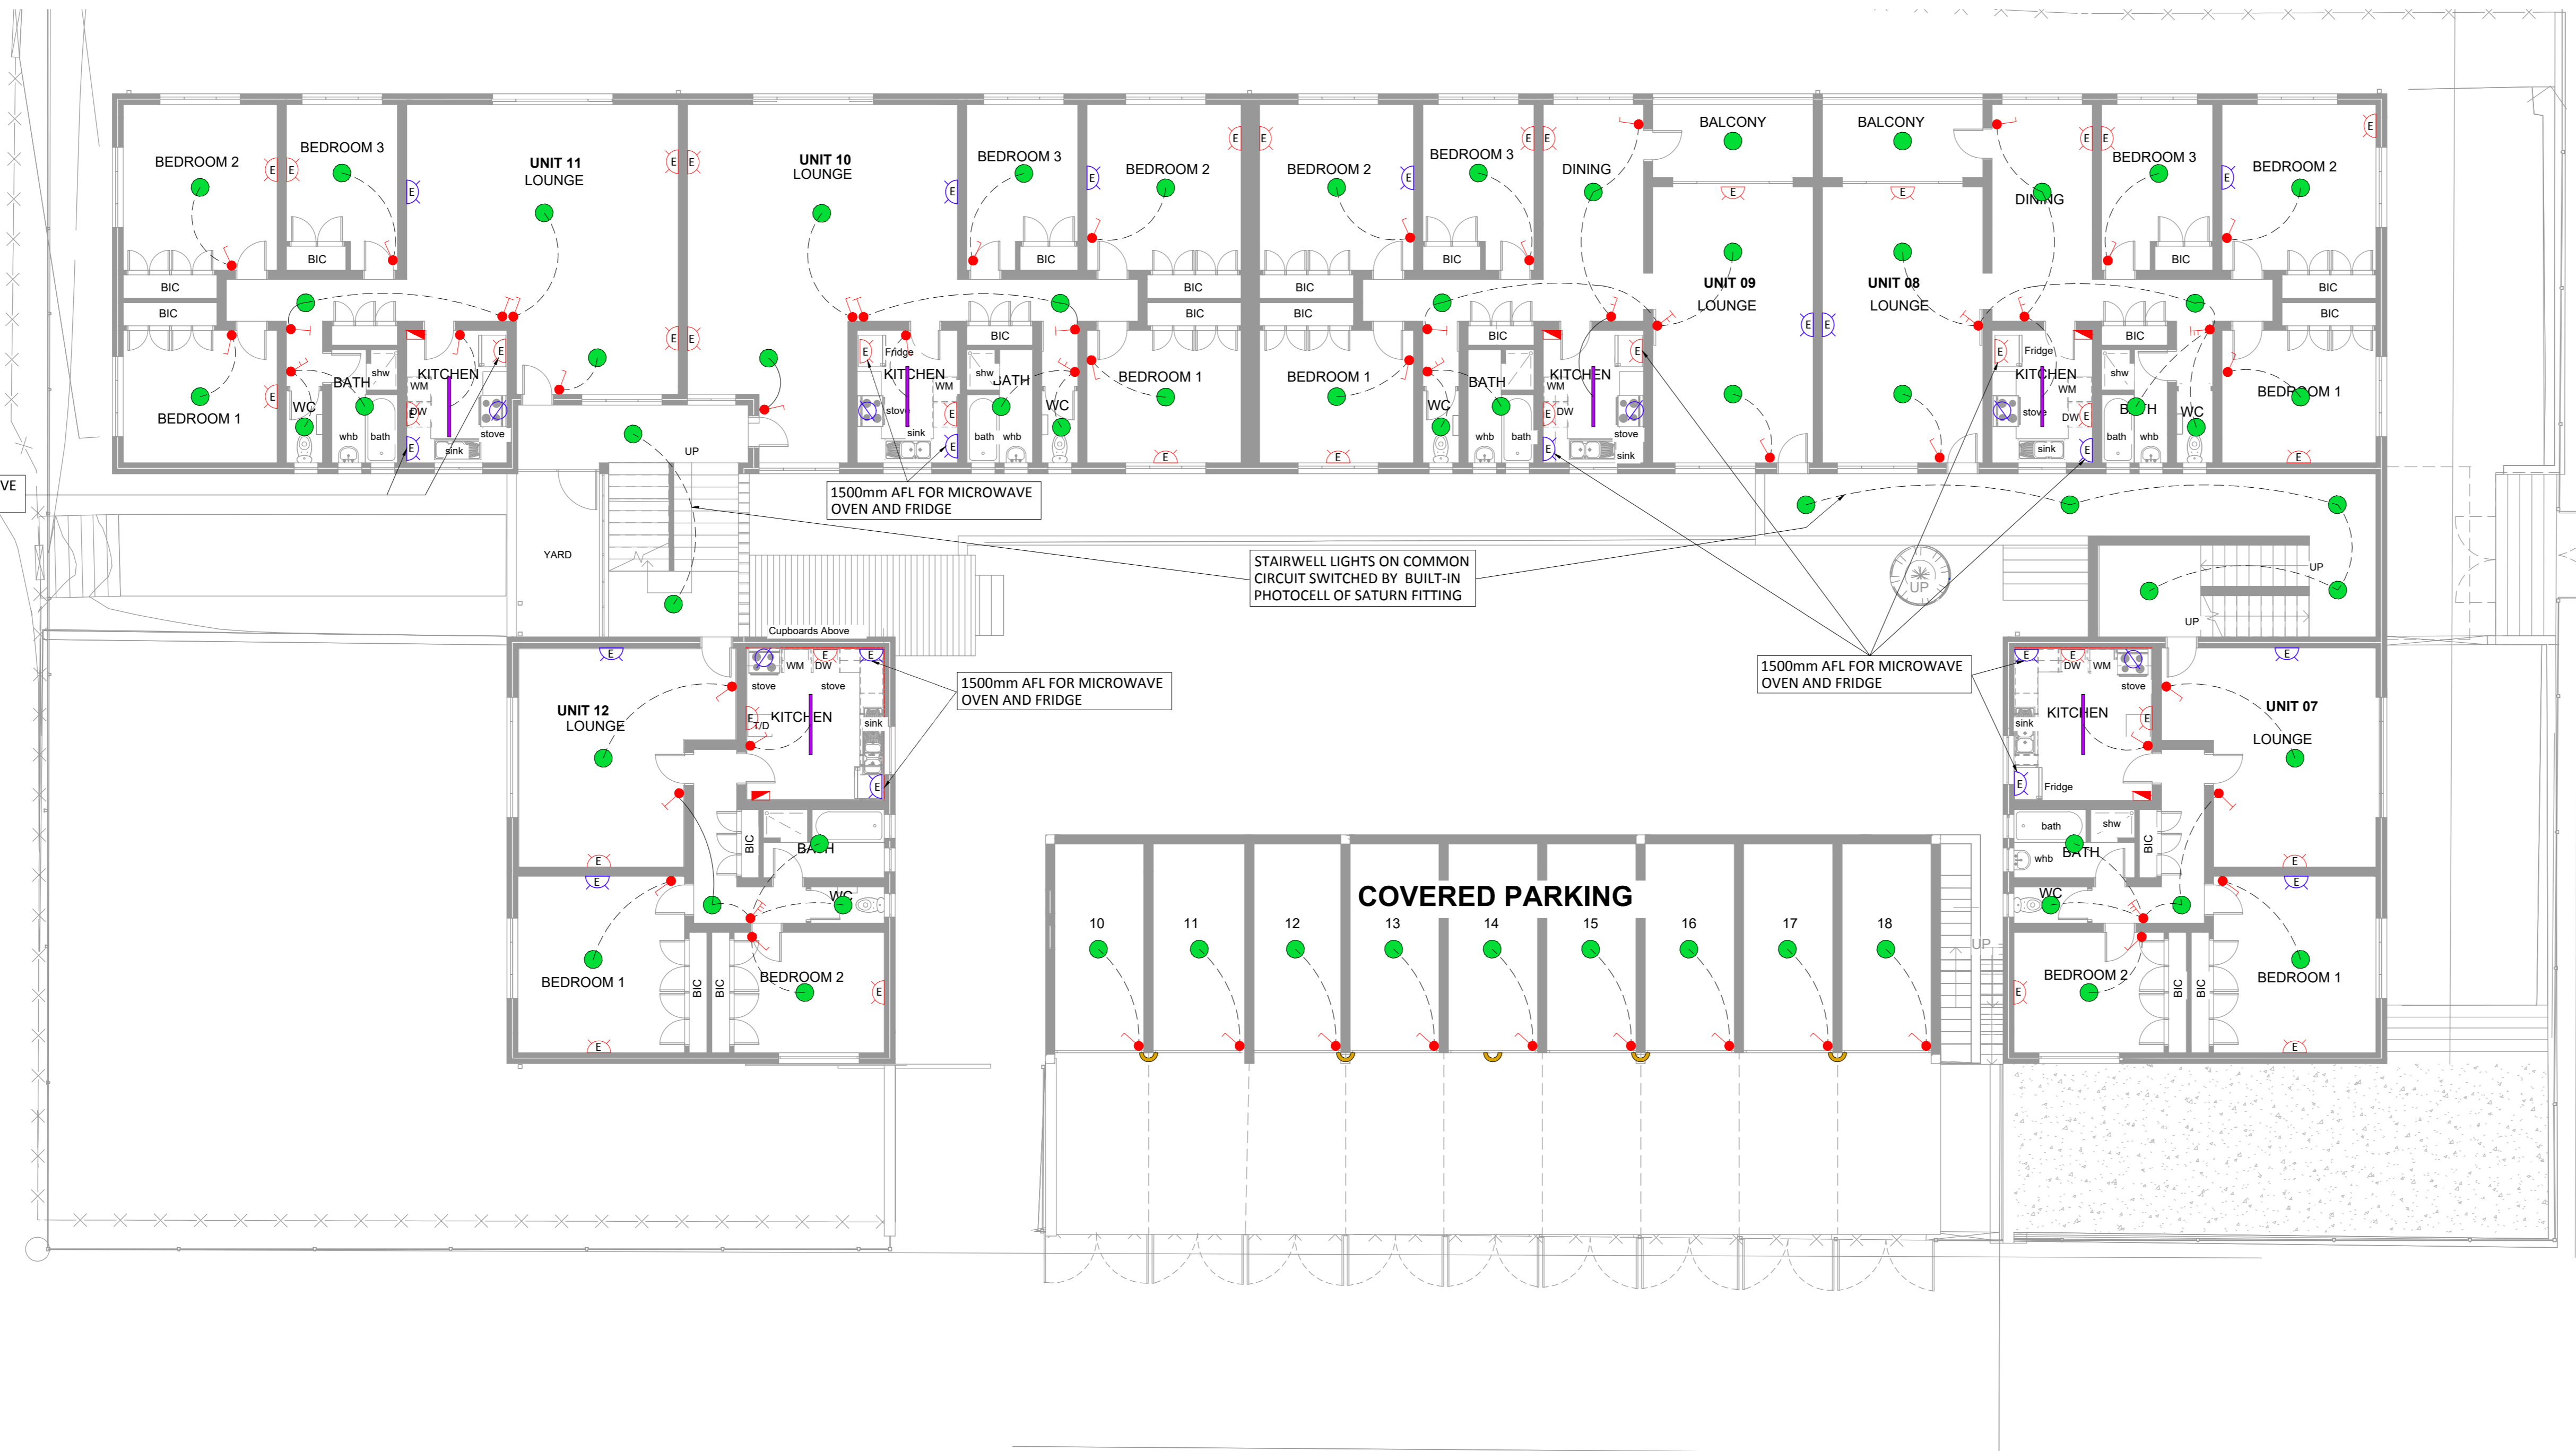 BEDROOM 2
BIC
BIC
BEDROOM 1
BEDROOM 3
BIC
UNIT 11
LOUNGE
E
E
E
E
E
E
WC
BATH
shw
whb
bath
KITCHEN
WM
DW
E
E
E
stove
sink
UNIT 10
LOUNGE
E
E
E
BEDROOM 3
BIC
BEDROOM 2
E
E
BIC
BIC
BEDROOM 1
E
Fridge
E
KITCHEN
WM
stove
E
E
sink
BIC
shw
BATH
bath
whb
WC
BEDROOM 2
E
E
BIC
BIC
BEDROOM 1
E
BEDROOM 3
BIC
E
DINING
E
BALCONY
E
UNIT 09
LOUNGE
E
BIC
WC
BATH
whb
bath
KITCHEN
WM
DW
E
E
E
stove
sink
BALCONY
E
UNIT 08
LOUNGE
E
DINING
E
E
BEDROOM 3
BIC
BEDROOM 2
E
E
BIC
BIC
BEDROOM 1
E
Fridge
E
KITCHEN
WM
stove
DW
E
E
sink
BIC
shw
BATH
bath
whb
WC
VE
UP
YARD
1500mm AFL FOR MICROWAVE
OVEN AND FRIDGE
STAIRWELL LIGHTS ON COMMON
CIRCUIT SWITCHED BY BUILT-IN
PHOTOCELL OF SATURN FITTING
UP
UP
UP
Cupboards Above
E
WM
DW
E
E
stove
stove
UNIT 12
LOUNGE
E
T/D
KITCHEN
sink
E
E
E
BIC
BATH
WC
BEDROOM 1
E
BIC
BIC
BEDROOM 2
E
1500mm AFL FOR MICROWAVE
OVEN AND FRIDGE
1500mm AFL FOR MICROWAVE
OVEN AND FRIDGE
E
E
DW
WM
stove
KITCHEN
E
sink
E
Fridge
E
UNIT 07
LOUNGE
bath
shw
whb
BATH
BIC
WC
E
E
BEDROOM 2
E
BIC
BIC
BEDROOM 1
E
COVERED PARKING
10
11
12
13
14
15
16
17
18
UP